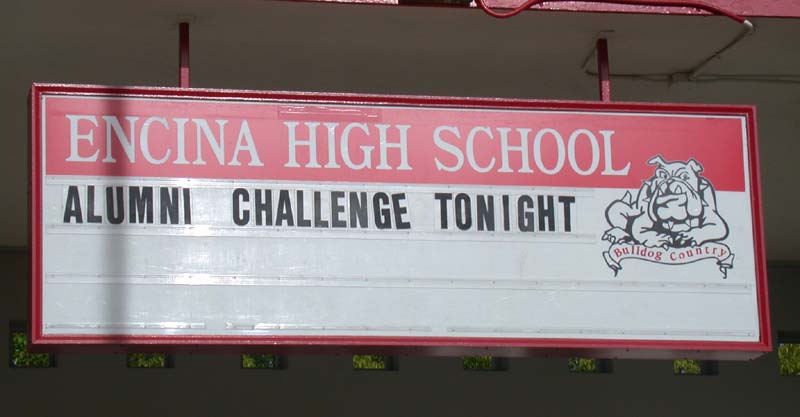 ENCINA HIGH SCHOOL
ALUMNI CHALLENGE TONIGHT
Bulldog Country